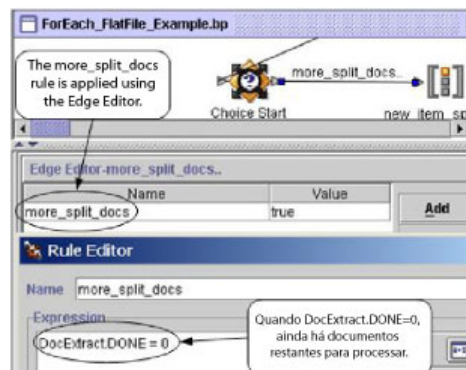 ForEach_FlatFile_Example.bp
The more_split_docs
rule is applied using
the Edge Editor.
more_split_docs..
Choice Start
new_item_sp
Edge Editor-more_split_docs..
Name Value
more_split_docs true
Add
Rule Editor
Name more_split_docs
Expression
DocExtract.DONE = 0
Quando DocExtract.DONE=0,
ainda há documentos
restantes para processar.